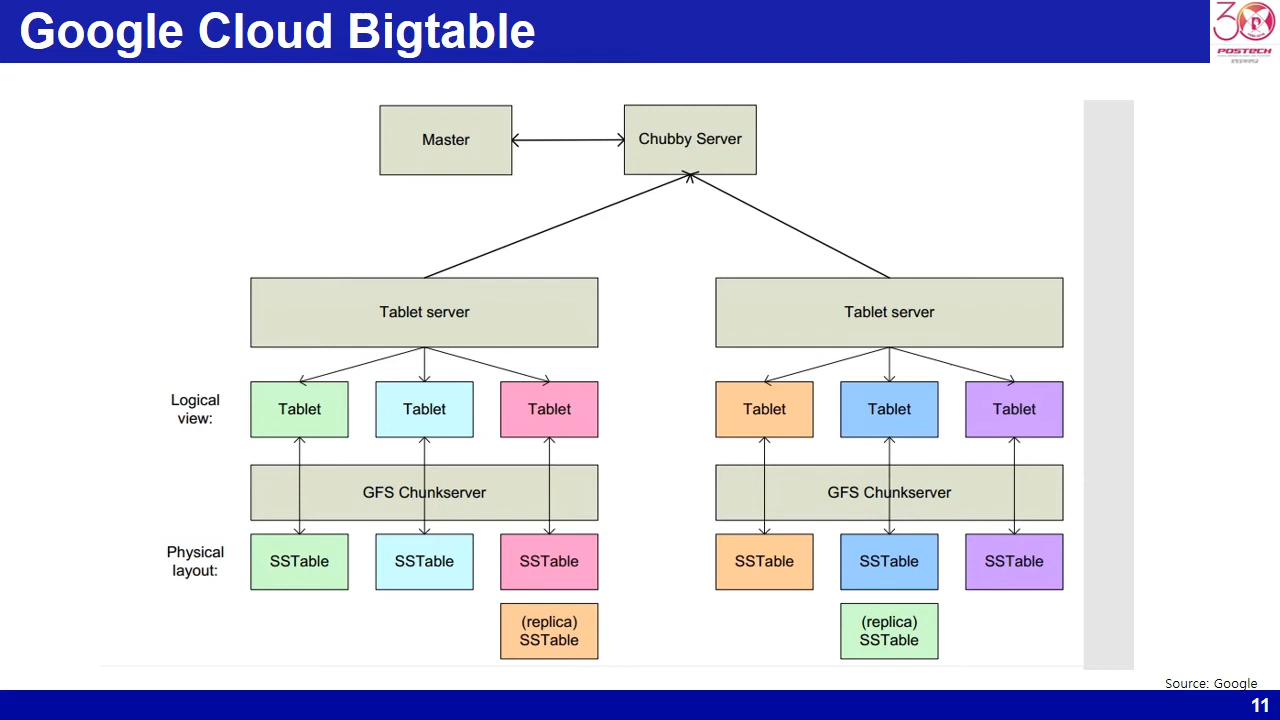 Google Cloud Bigtable
30
POSTECH
Master
Chubby Server
Tablet server
Tablet server
Logical
view:
Tablet
Tablet
Tablet
Tablet
Tablet
Tablet
GFS Chunkserver
GFS Chunkserver
Physical
layout:
SSTable
SSTable
SSTable
SSTable
SSTable
SSTable
(replica)
SSTable
(replica)
SSTable
Source: Google
11